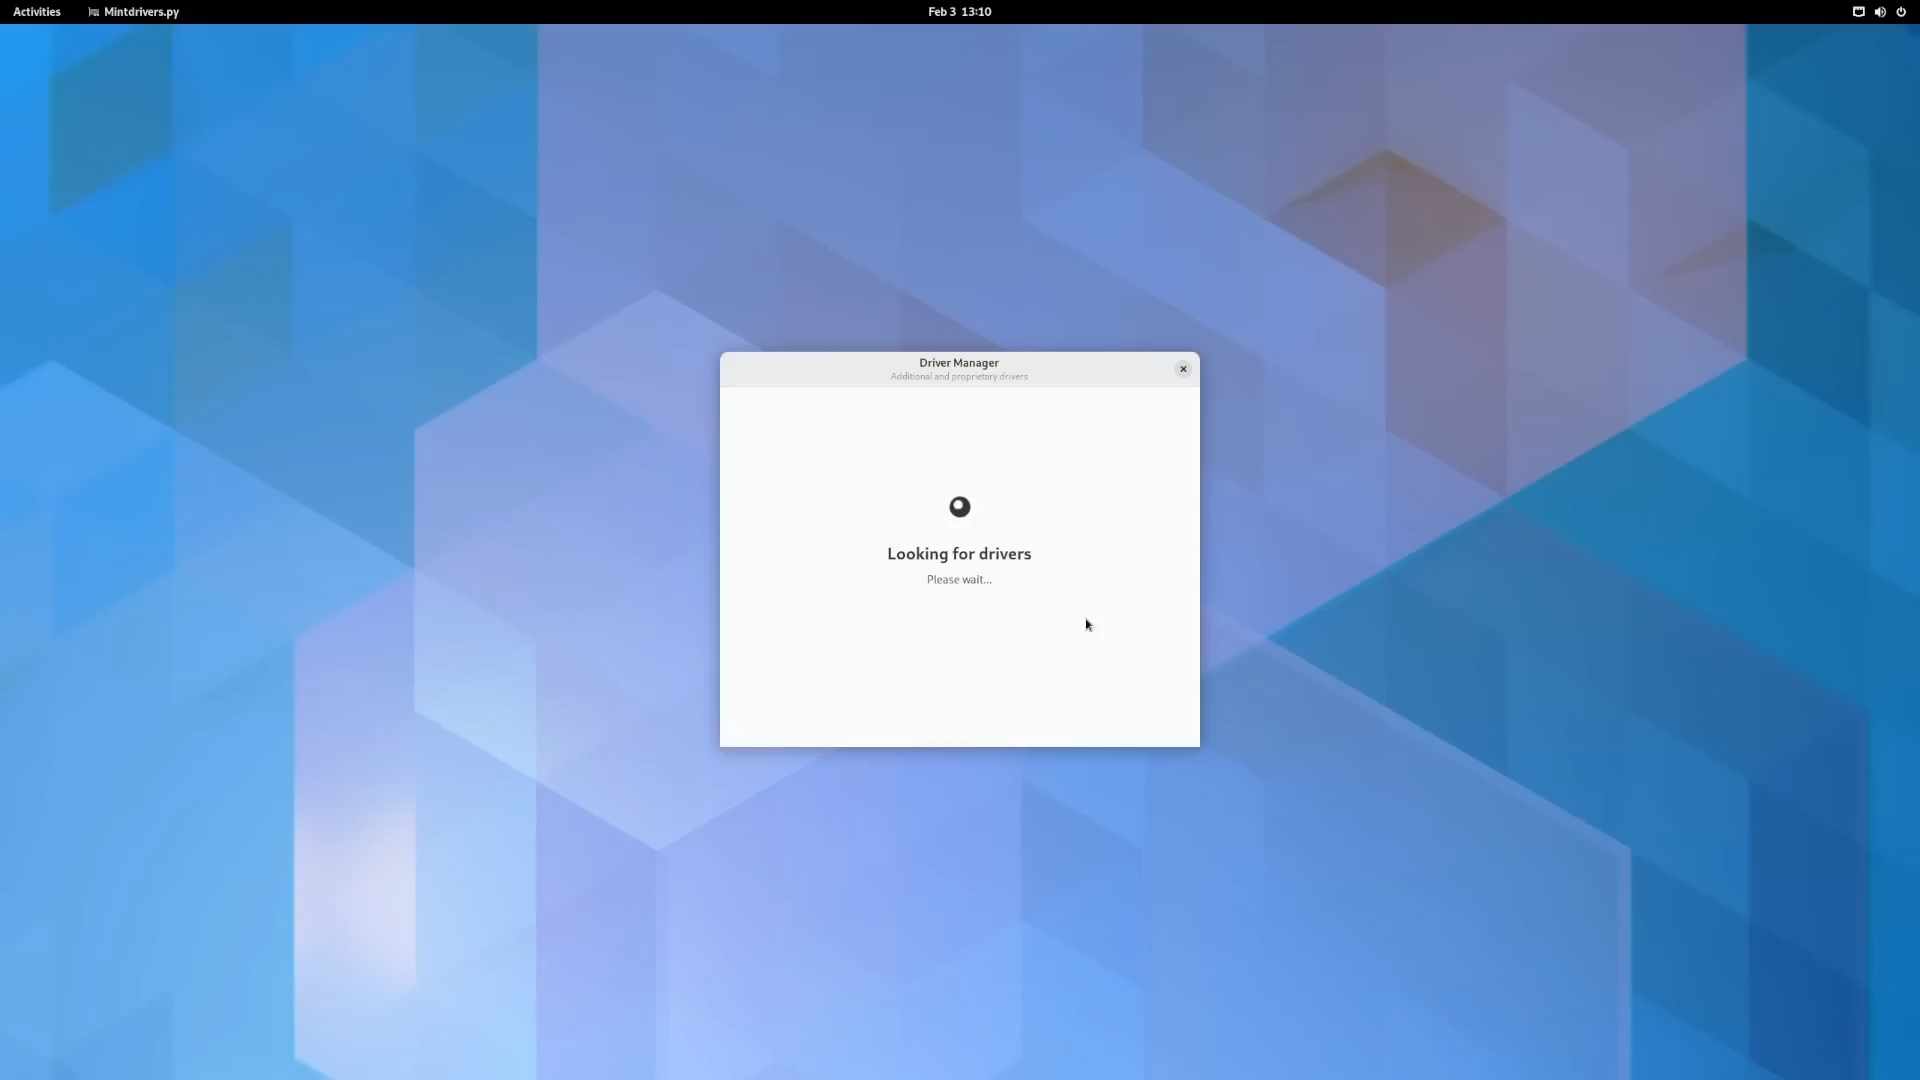 Activities
Mintdrivers.py
Feb 3 13:10
Driver Manager
Additional and proprietary drivers
Looking for drivers
Please wait...